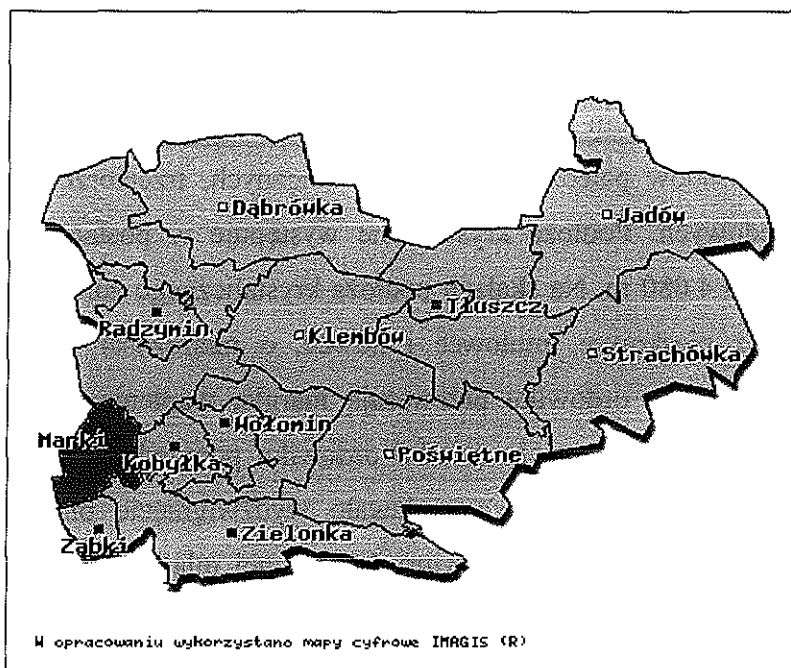 Dąbrówka
Jadów
Tłuszcz
Radzymin
Klembów
Strachówka
Wołomin
Marki
Kobyłka
Poświętne
Zielonka
Ząbki
W opracowaniu wykorzystano mapy cyfrowe IMAGIS (R)